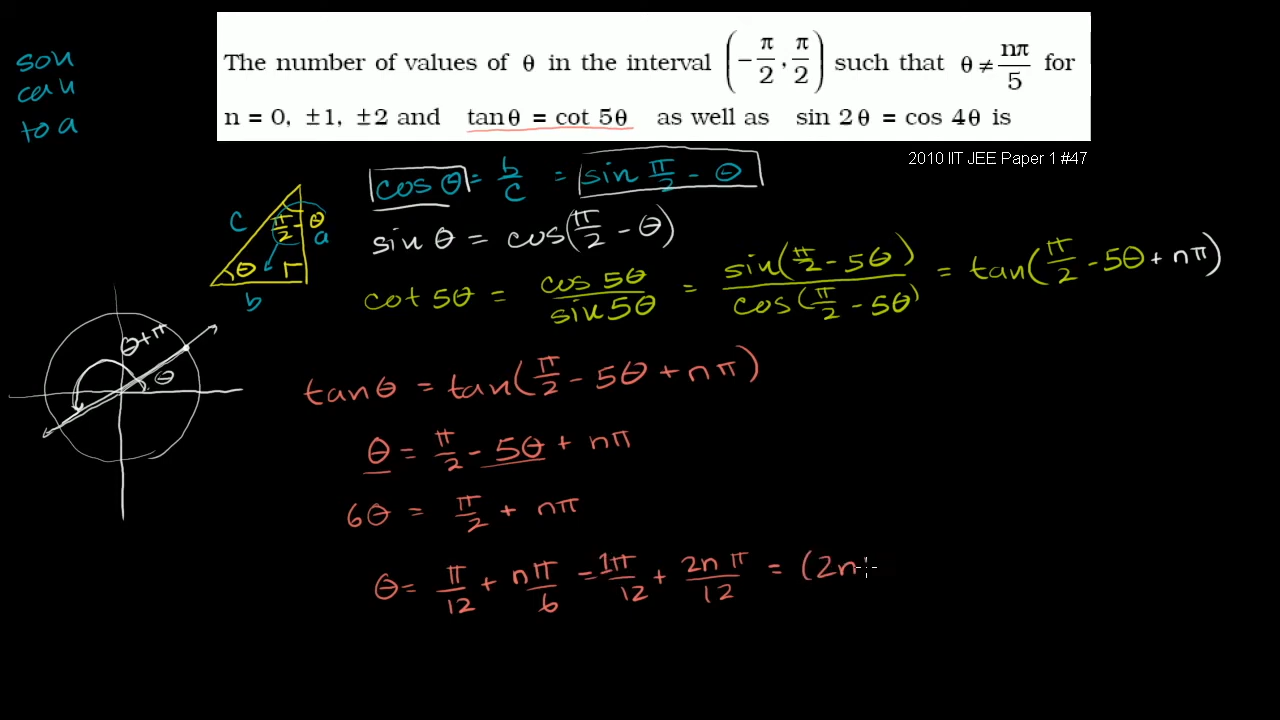 The number of values of θ in the interval (-π/2, π/2) such that θ ≠ nπ/5 for
n = 0, ±1, ±2 and tanθ = cot 5θ as well as sin 2θ = cos 4θ is
2010 IIT JEE Paper 1 #47
soh
cah
toa
cos θ = b/c = sin π/2 - θ
sin θ = cos(π/2 - θ)
c π/2 - θ a
θ
b
cot 5θ = cos 5θ / sin 5θ = sin(π/2 - 5θ) / cos(π/2 - 5θ) = tan(π/2 - 5θ + nπ)
θ+π
θ
tanθ = tan(π/2 - 5θ + nπ)
θ = π/2 - 5θ + nπ
6θ = π/2 + nπ
θ = π/12 + nπ/6 = 1π/12 + 2nπ/12 = (2n